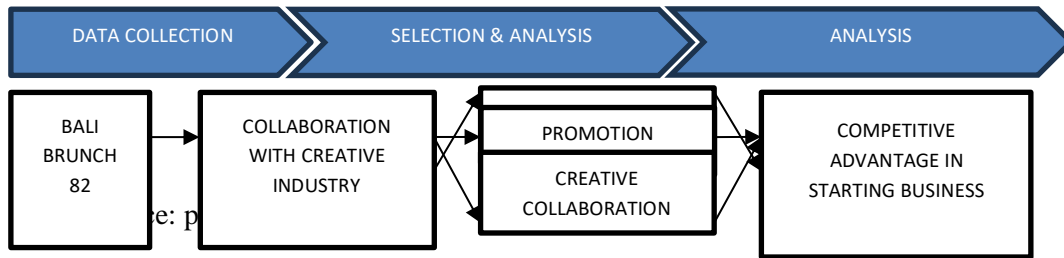 DATA COLLECTION
SELECTION & ANALYSIS
ANALYSIS
BALI
BRUNCH
82
COLLABORATION
WITH CREATIVE
INDUSTRY
PROMOTION
CREATIVE
COLLABORATION
COMPETITIVE
ADVANTAGE IN
STARTING BUSINESS
ce: p